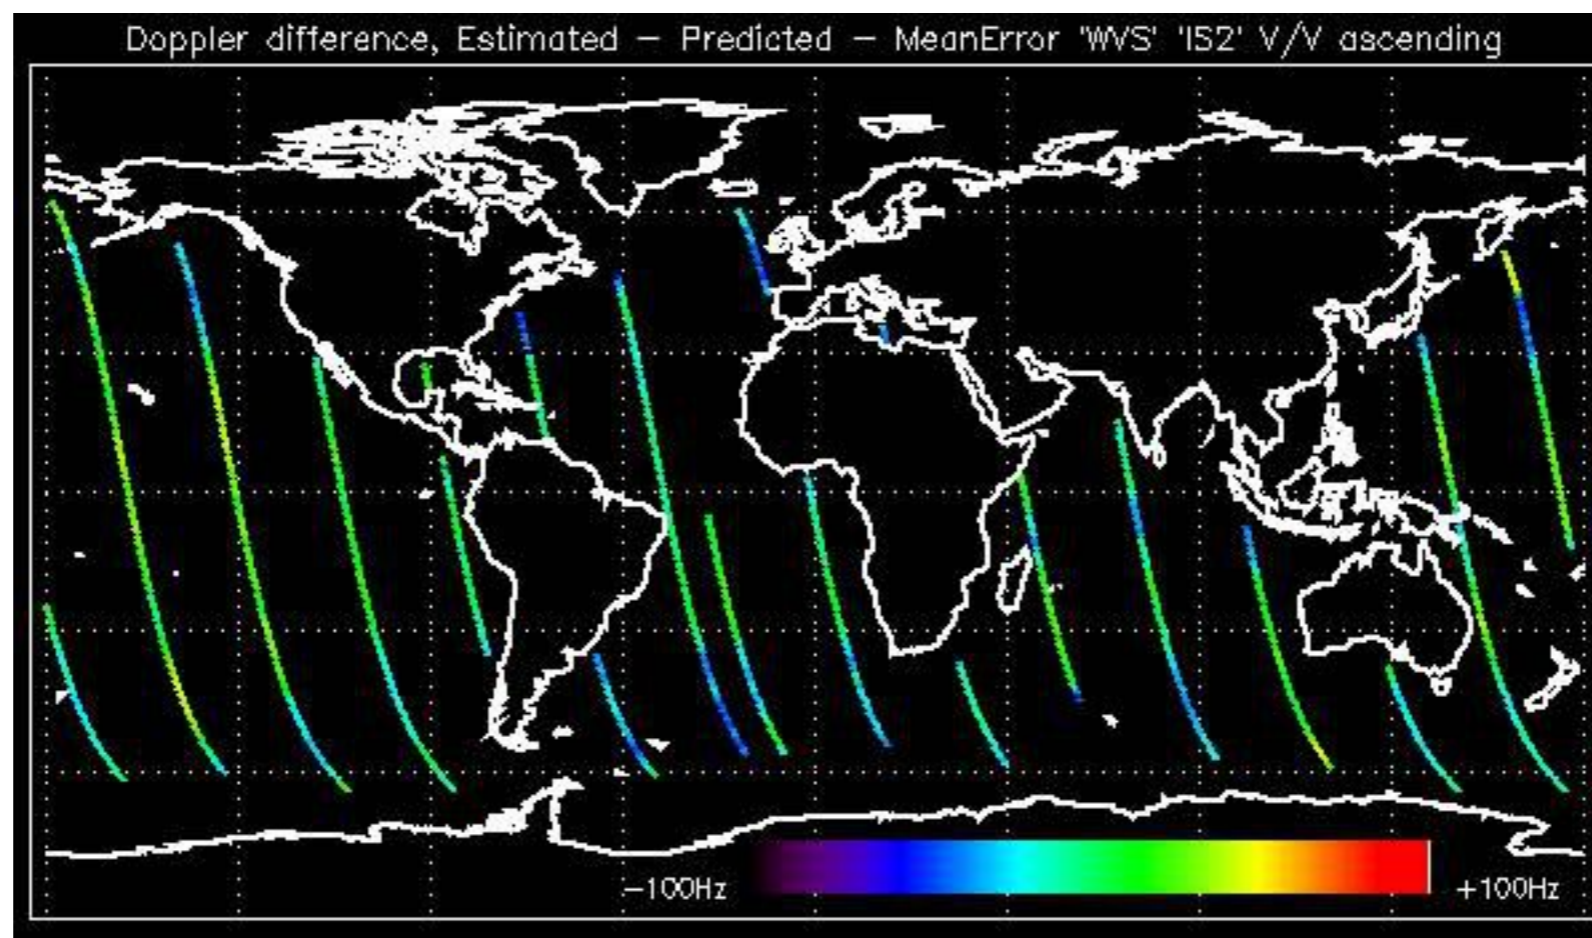 Doppler difference, Estimated – Predicted – MeanError 'WVS' 'IS2' V/V ascending
−100Hz
+100Hz